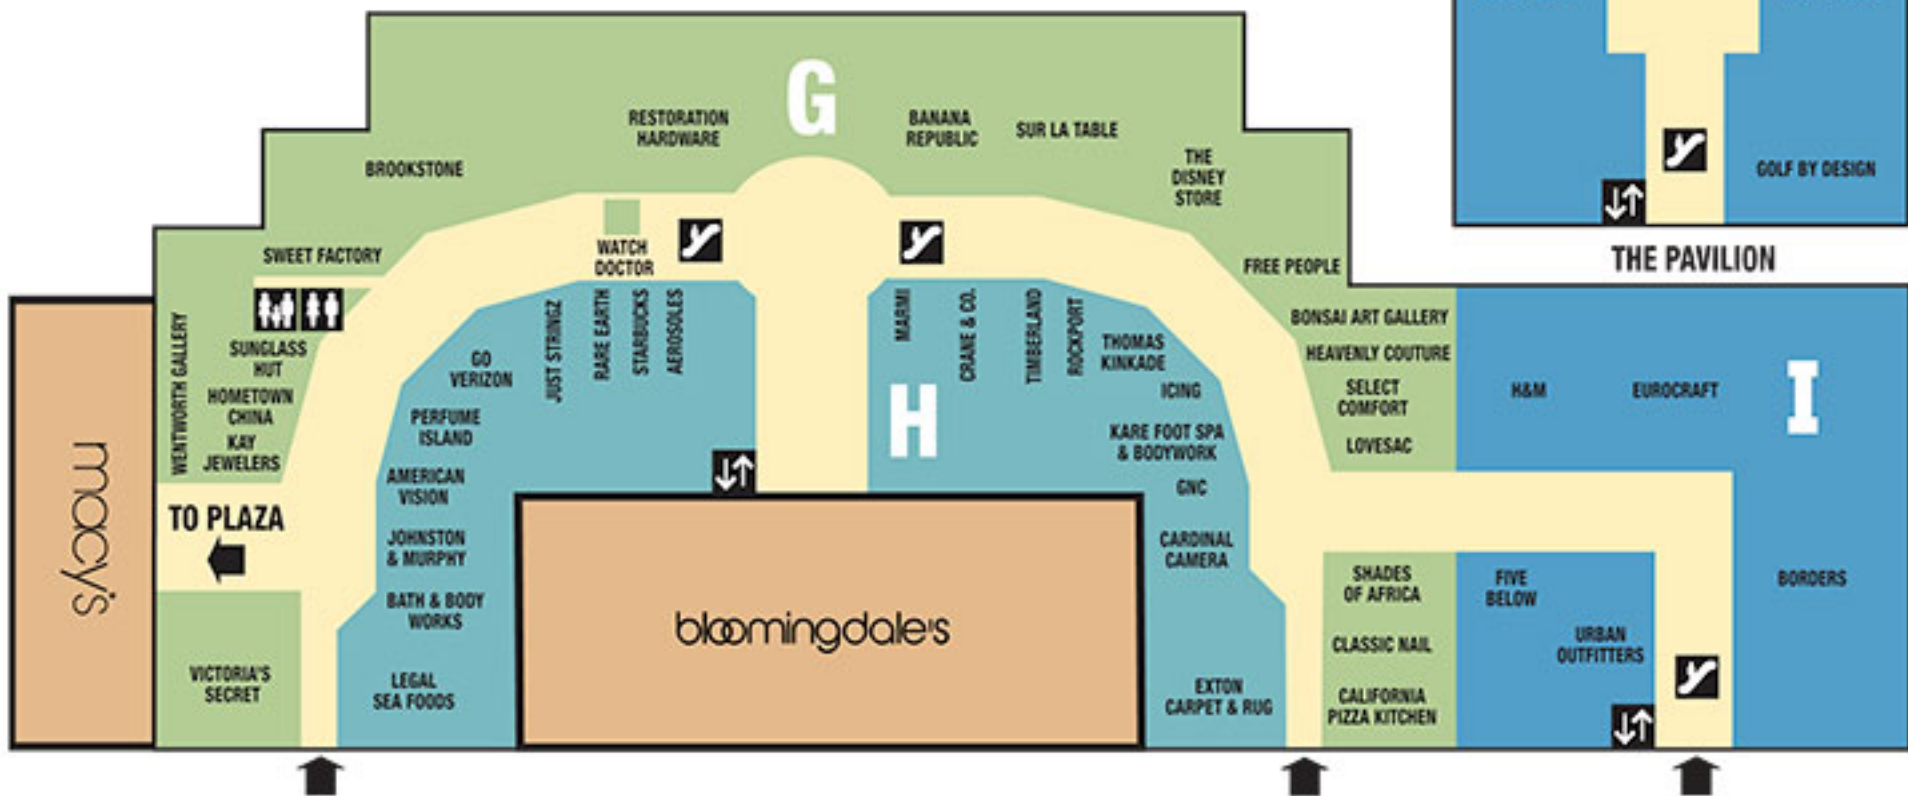 G
RESTORATION
HARDWARE
BANANA
REPUBLIC
SUR LA TABLE
BROOKSTONE
THE
DISNEY
STORE
GOLF BY DESIGN
SWEET FACTORY
WATCH
DOCTOR
FREE PEOPLE
THE PAVILION
WENTWORTH GALLERY
SUNGLASS
HUT
HOMETOWN
CHINA
KAY
JEWELERS
GO
VERIZON
JUST STRINGZ
RARE EARTH
STARBUCKS
AEROSOLES
MARMI
CRANE & CO.
TIMBERLAND
ROCKPORT
THOMAS
KINKADE
ICING
BONSAI ART GALLERY
HEAVENLY COUTURE
SELECT
COMFORT
LOVESAC
H&M
EUROCRAFT
I
PERFUME
ISLAND
H
KARE FOOT SPA
& BODYWORK
AMERICAN
VISION
GNC
macy's
TO PLAZA
JOHNSTON
& MURPHY
CARDINAL
CAMERA
BATH & BODY
WORKS
bloomingdale's
SHADES
OF AFRICA
FIVE
BELOW
BORDERS
CLASSIC NAIL
URBAN
OUTFITTERS
VICTORIA'S
SECRET
LEGAL
SEA FOODS
EXTON
CARPET & RUG
CALIFORNIA
PIZZA KITCHEN